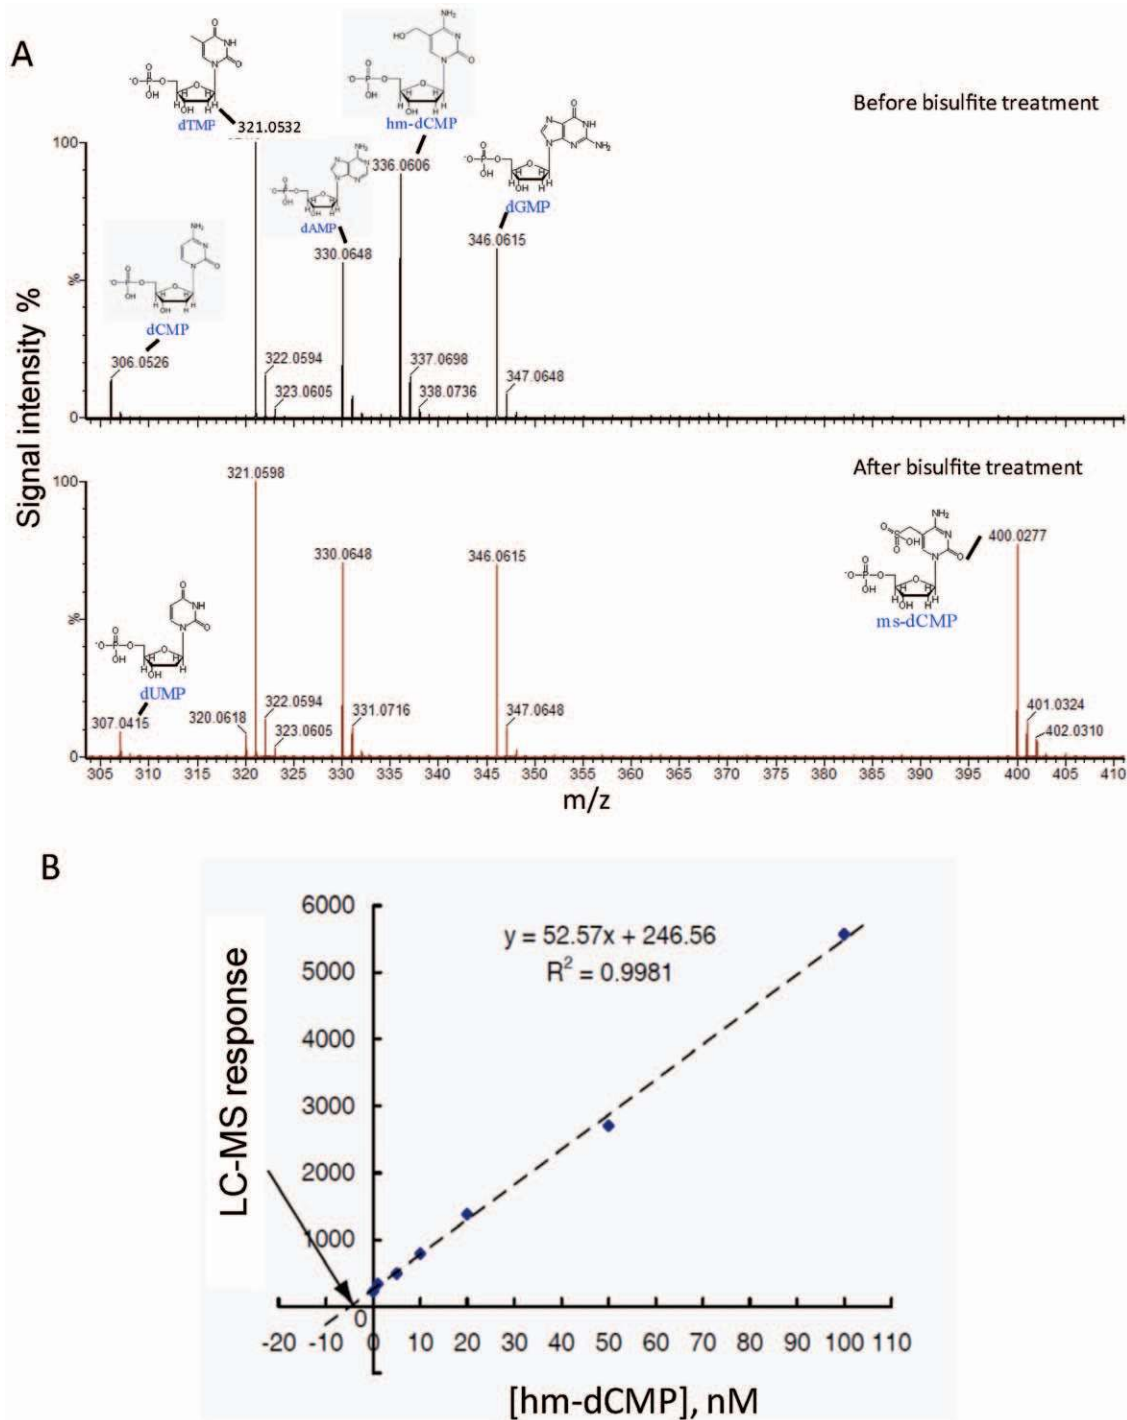 A
Before bisulfite treatment
Signal intensity %
100
%
0
dTMP
321.0532
hm-dCMP
336.0606
dGMP
346.0615
dAMP
330.0648
dCMP
306.0526
322.0594
323.0605
337.0698
338.0736
347.0648
After bisulfite treatment
100
%
0
321.0598
330.0648
346.0615
400.0277
ms-dCMP
dUMP
307.0415
320.0618
322.0594
323.0605
331.0716
347.0648
401.0324
402.0310
305 310 315 320 325 330 335 340 345 350 355 360 365 370 375 380 385 390 395 400 405 410
m/z
B
LC-MS response
6000
5000
4000
3000
2000
1000
0
y = 52.57x + 246.56
R² = 0.9981
-20 -10 0 10 20 30 40 50 60 70 80 90 100 110
[hm-dCMP], nM